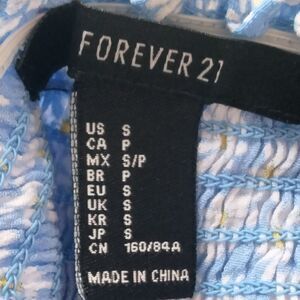 FOREVER 21
US S
CA P
MX S/P
BR P
EU S
UK S
KR S
JP S
CN 160/84A
MADE IN CHINA